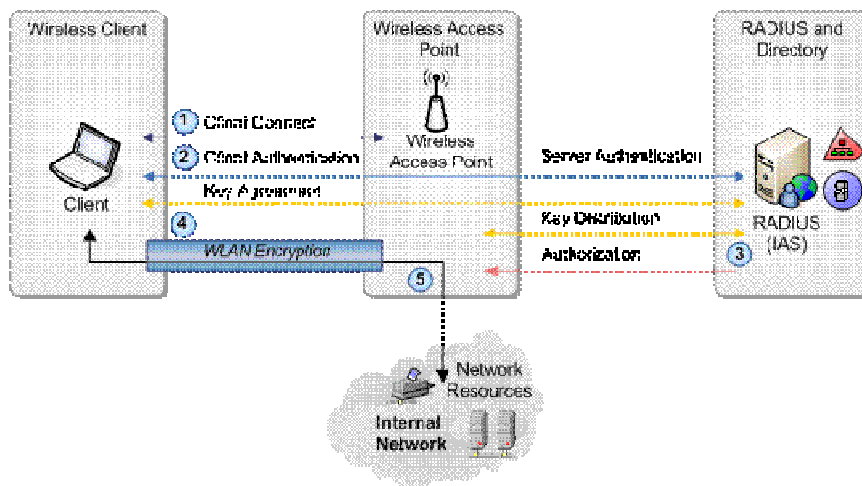 Wireless Client
Wireless Access
Point
RADIUS and
Directory
1 Client Connect
Wireless
Access Point
2 Client Authentication
Server Authentication
Key Agreement
Client
4
Key Distribution
RADIUS
(IAS)
WLAN Encryption
Authorization
3
5
Network
Resources
Internal
Network